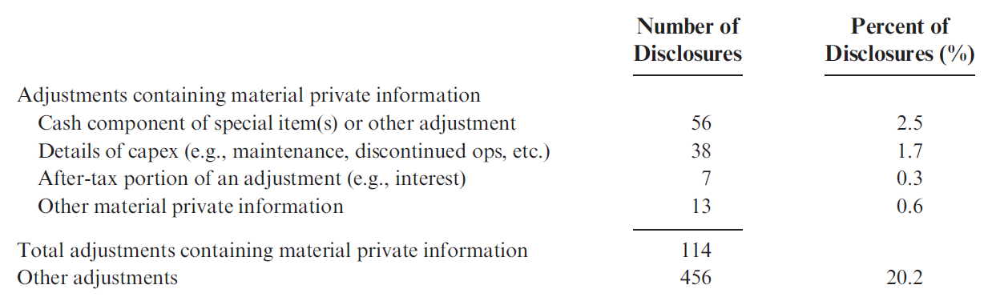 Number of Disclosures Percent of Disclosures (%)
Adjustments containing material private information
Cash component of special item(s) or other adjustment 56 2.5
Details of capex (e.g., maintenance, discontinued ops, etc.) 38 1.7
After-tax portion of an adjustment (e.g., interest) 7 0.3
Other material private information 13 0.6
Total adjustments containing material private information 114
Other adjustments 456 20.2